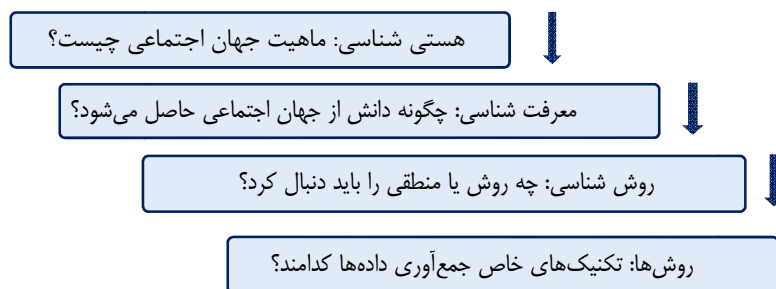 هستی شناسی: ماهیت جهان اجتماعی چیست؟
معرفت شناسی: چگونه دانش از جهان اجتماعی حاصل می‌شود؟
روش شناسی: چه روش یا منطقی را باید دنبال کرد؟
روش‌ها: تکنیک‌های خاص جمع‌آوری داده‌ها کدامند؟